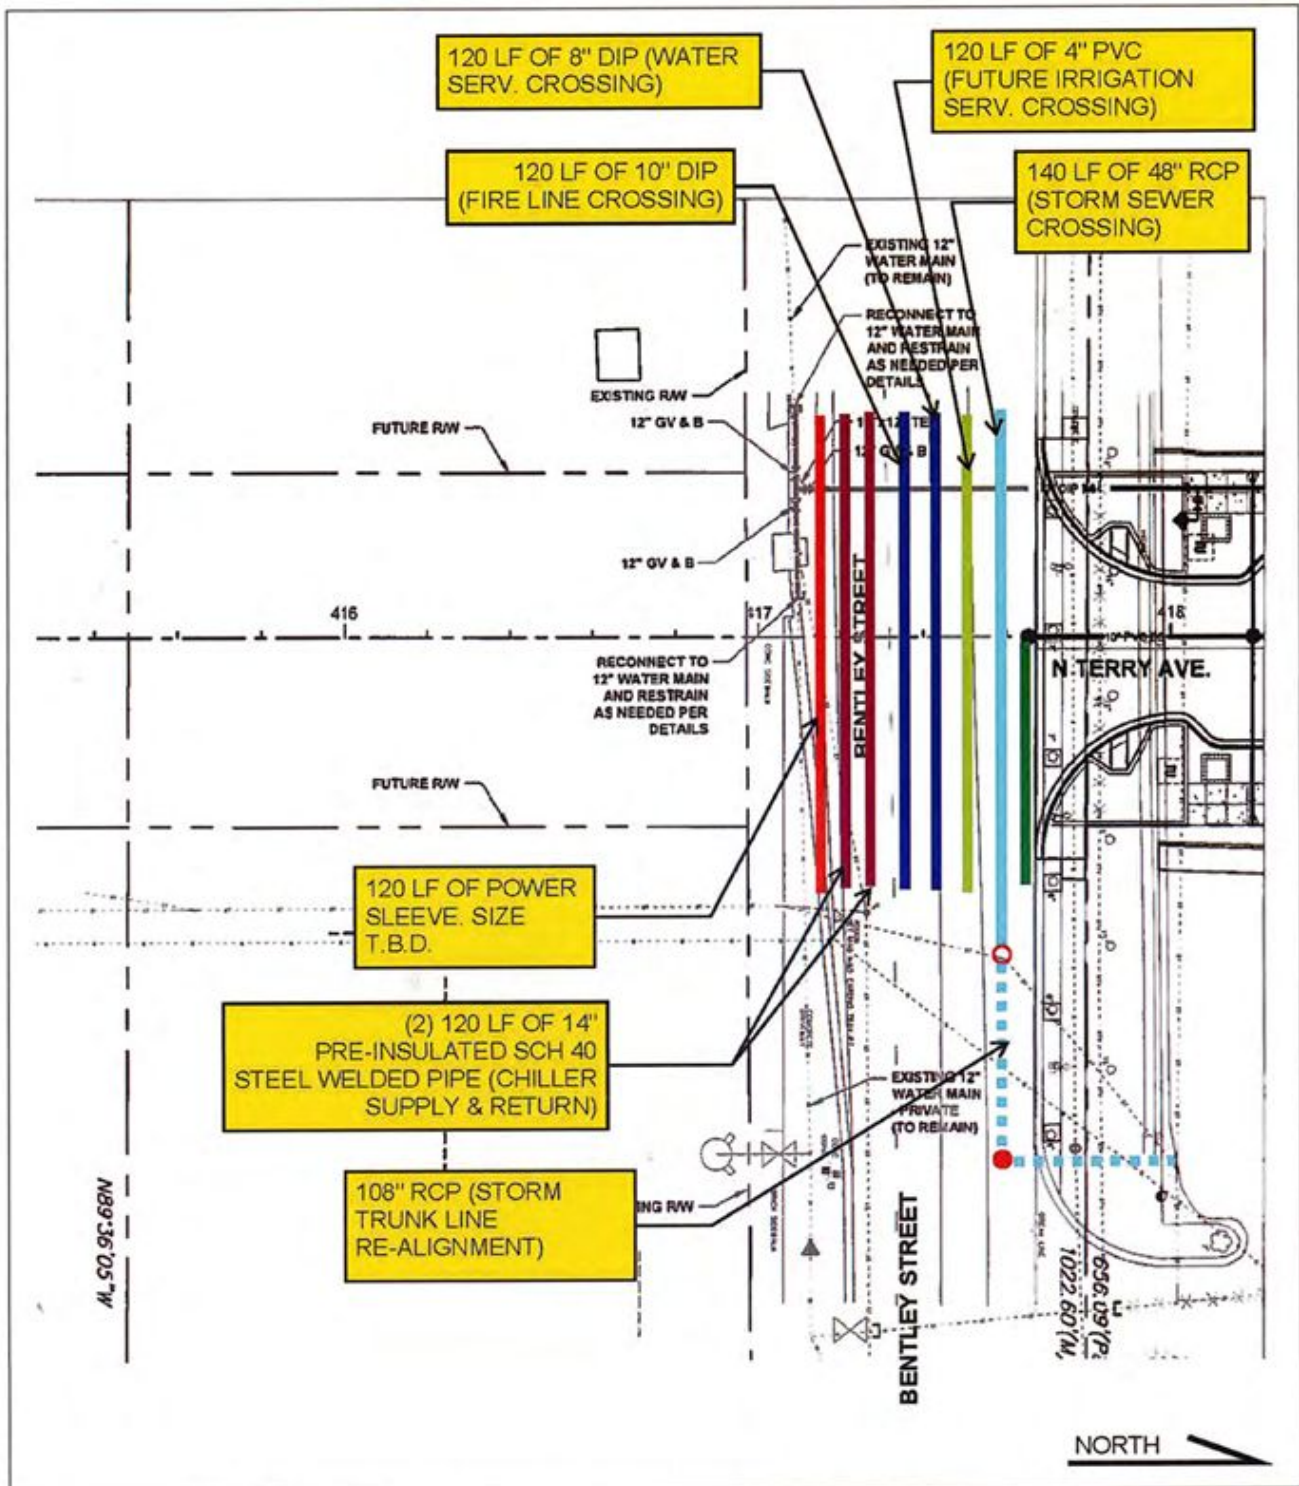 120 LF OF 8" DIP (WATER
SERV. CROSSING)
120 LF OF 4" PVC
(FUTURE IRRIGATION
SERV. CROSSING)
120 LF OF 10" DIP
(FIRE LINE CROSSING)
140 LF OF 48" RCP
(STORM SEWER
CROSSING)
EXISTING 12"
WATER MAIN
(TO REMAIN)
RECONNECT TO
12" WATER MAIN
AND RESTRAIN
AS NEEDED PER
DETAILS
EXISTING R/W
12" GV & B
FUTURE R/W
12" GV & B
BENTLEY STREET
416
417
418
N TERRY AVE.
RECONNECT TO
12" WATER MAIN
AND RESTRAIN
AS NEEDED PER
DETAILS
FUTURE R/W
120 LF OF POWER
SLEEVE. SIZE
T.B.D.
(2) 120 LF OF 14"
PRE-INSULATED SCH 40
STEEL WELDED PIPE (CHILLER
SUPPLY & RETURN)
EXISTING 12"
WATER MAIN
PRIVATE
(TO REMAIN)
108" RCP (STORM
TRUNK LINE
RE-ALIGNMENT)
ING R/W
N89°36'05"W
BENTLEY STREET
656.09'(P
1022.60'(M,
NORTH